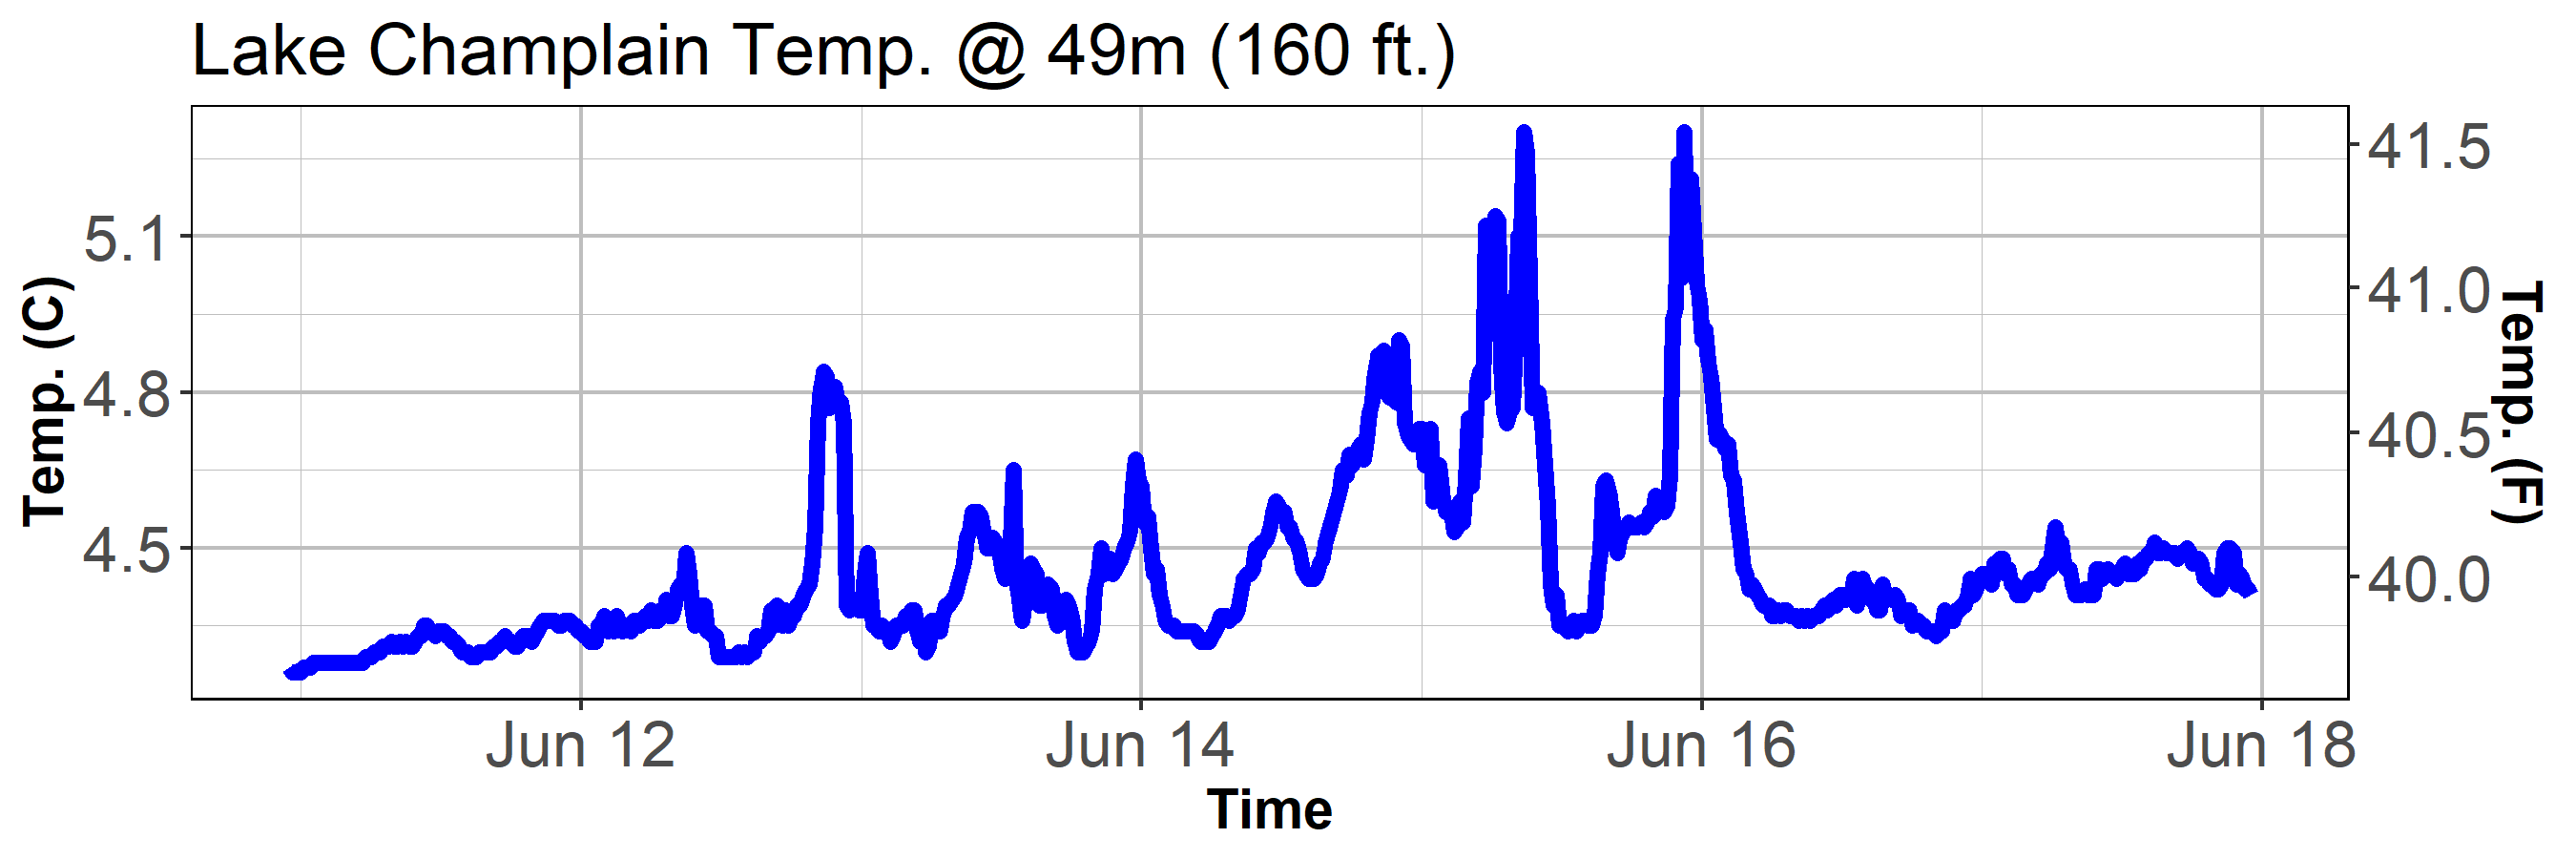 Lake Champlain Temp. @ 49m (160 ft.)
Temp. (C)
5.1
4.8
4.5
41.5
41.0
40.5
40.0
Temp. (F)
Jun 12
Jun 14
Jun 16
Jun 18
Time